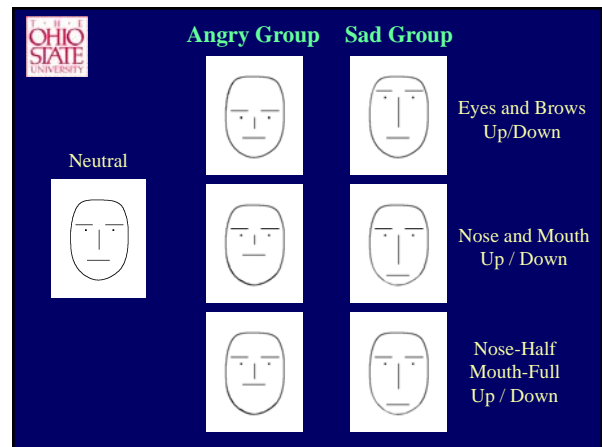 T · H · E
OHIO
STATE
UNIVERSITY
Angry Group
Sad Group
Eyes and Brows
Up/Down
Neutral
Nose and Mouth
Up / Down
Nose-Half
Mouth-Full
Up / Down